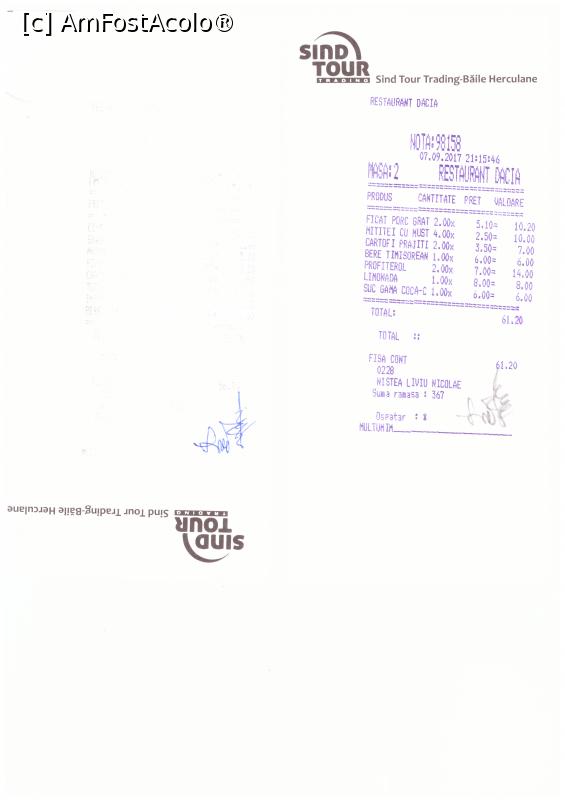 [c] AmFostAcolo®
SIND
TOUR
TRADING
Sind Tour Trading-Băile Herculane
RESTAURANT DACIA
NOTA:98158
07.09.2017 21:15:46
MASA:2 RESTAURANT DACIA
PRODUS CANTITATE PRET VALOARE
FICAT PORC GRAT 2.00x 5.10= 10.20
MITITEI CU MUST 4.00x 2.50= 10.00
CARTOFI PRAJITI 2.00x 3.50= 7.00
BERE TIMISOREAN 1.00x 6.00= 6.00
PROFITEROL 2.00x 7.00= 14.00
LIMONADA 1.00x 8.00= 8.00
SUC GAMA COCA-C 1.00x 6.00= 6.00
TOTAL: 61.20
TOTAL ::
FISA CONT 61.20
0228
NISTEA LIVIU NICOLAE
Suma ramasa : 367
Ospatar : X
MULTUMIM
Sind Tour Trading-Băile Herculane
SIND
TOUR
TRADING